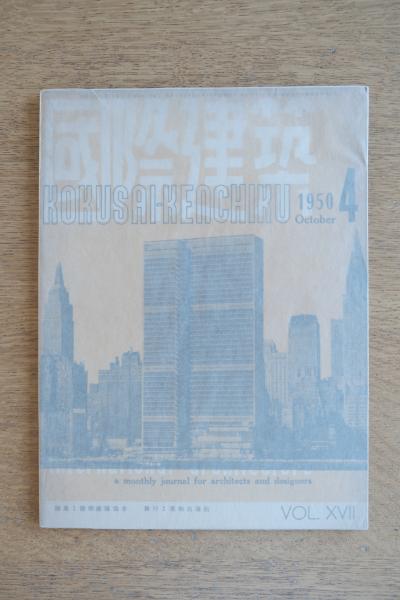 國際建築
KOKUSAI-KENCHIKU
1950 4
October
a monthly journal for architects and designers
VOL. XVII